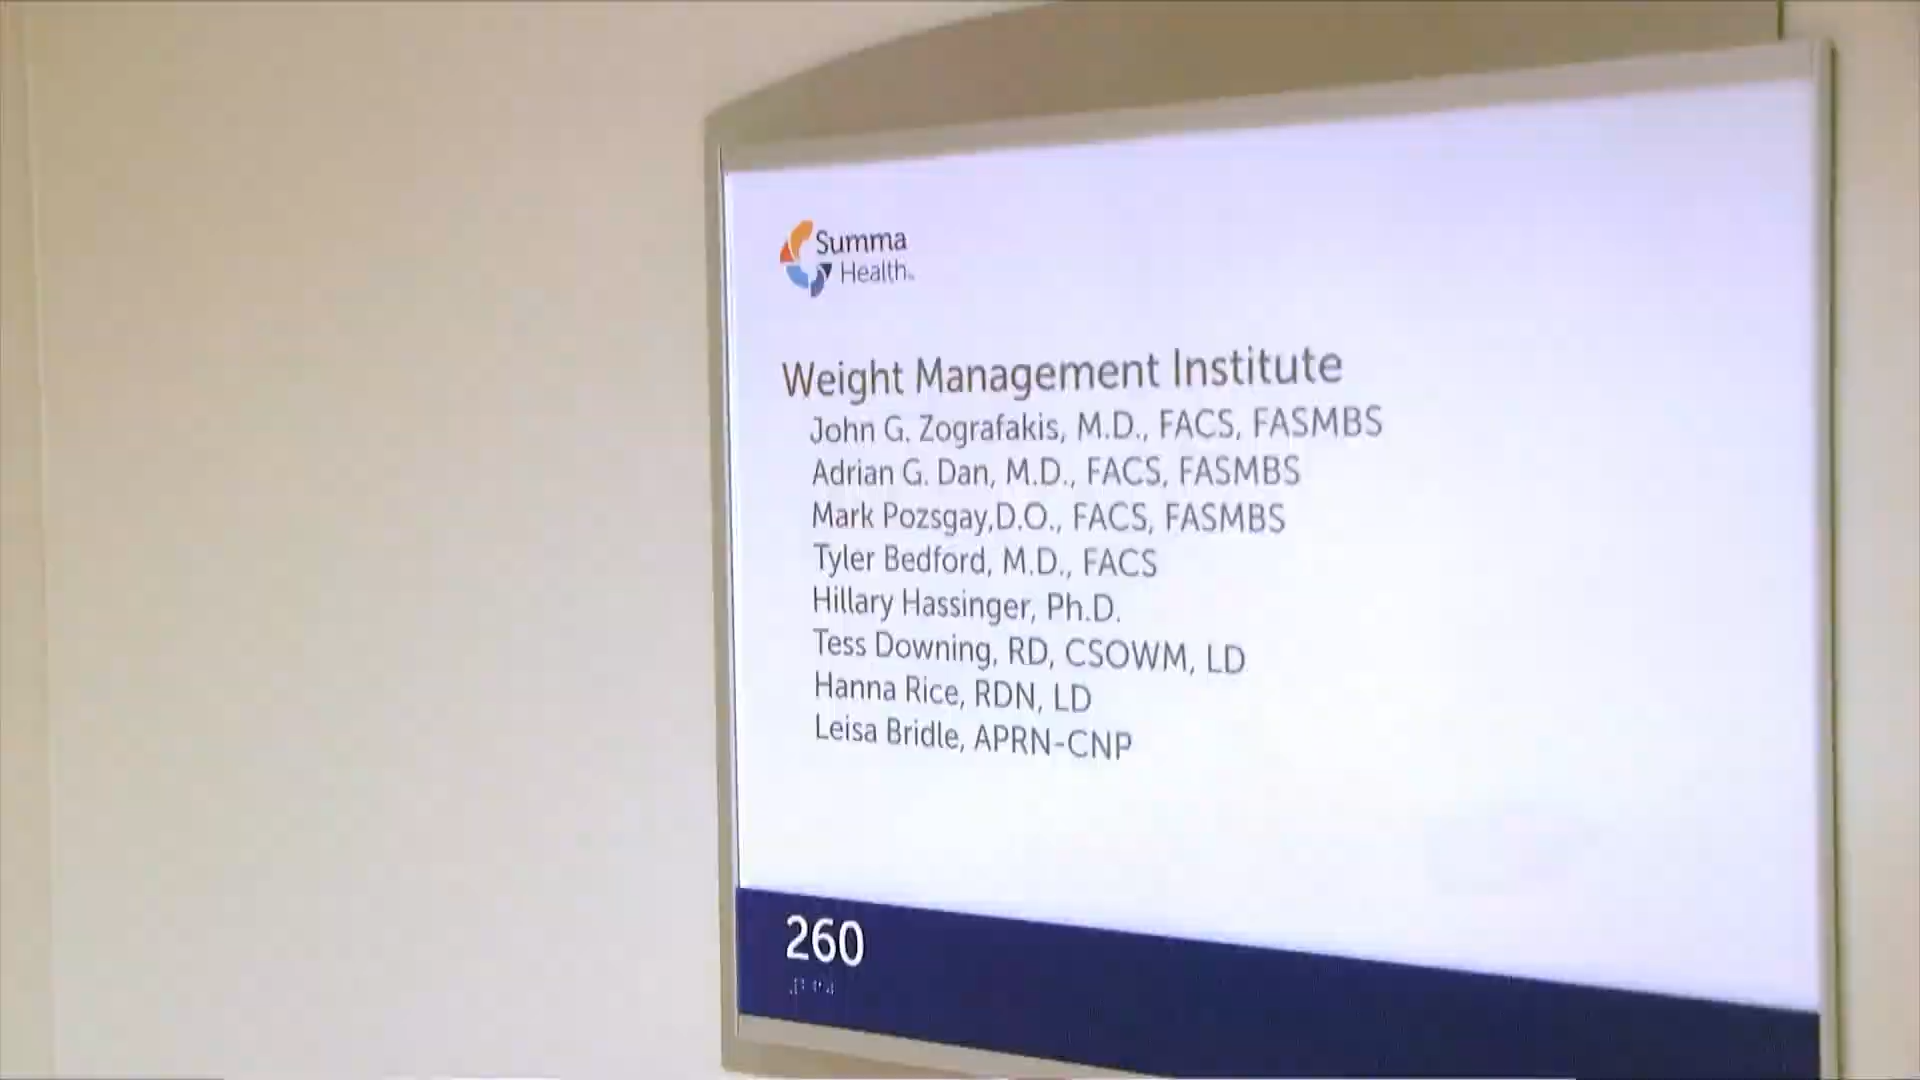 Summa
Health™
Weight Management Institute
John G. Zografakis, M.D., FACS, FASMBS
Adrian G. Dan, M.D., FACS, FASMBS
Mark Pozsgay,D.O., FACS, FASMBS
Tyler Bedford, M.D., FACS
Hillary Hassinger, Ph.D.
Tess Downing, RD, CSOWM, LD
Hanna Rice, RDN, LD
Leisa Bridle, APRN-CNP
260